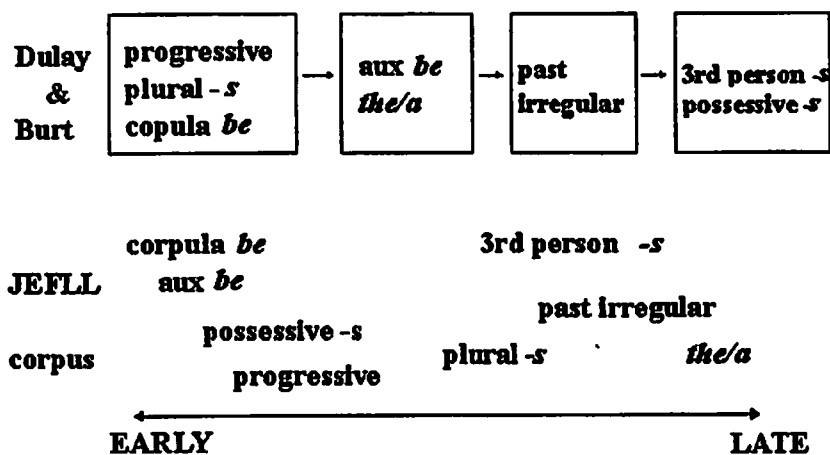 Dulay
&
Burt
progressive
plural -s
copula be
aux be
the/a
past
irregular
3rd person -s
possessive -s
JEFLL
corpus
corpula be
aux be
possessive -s
progressive
3rd person -s
past irregular
plural -s
the/a
EARLY
LATE